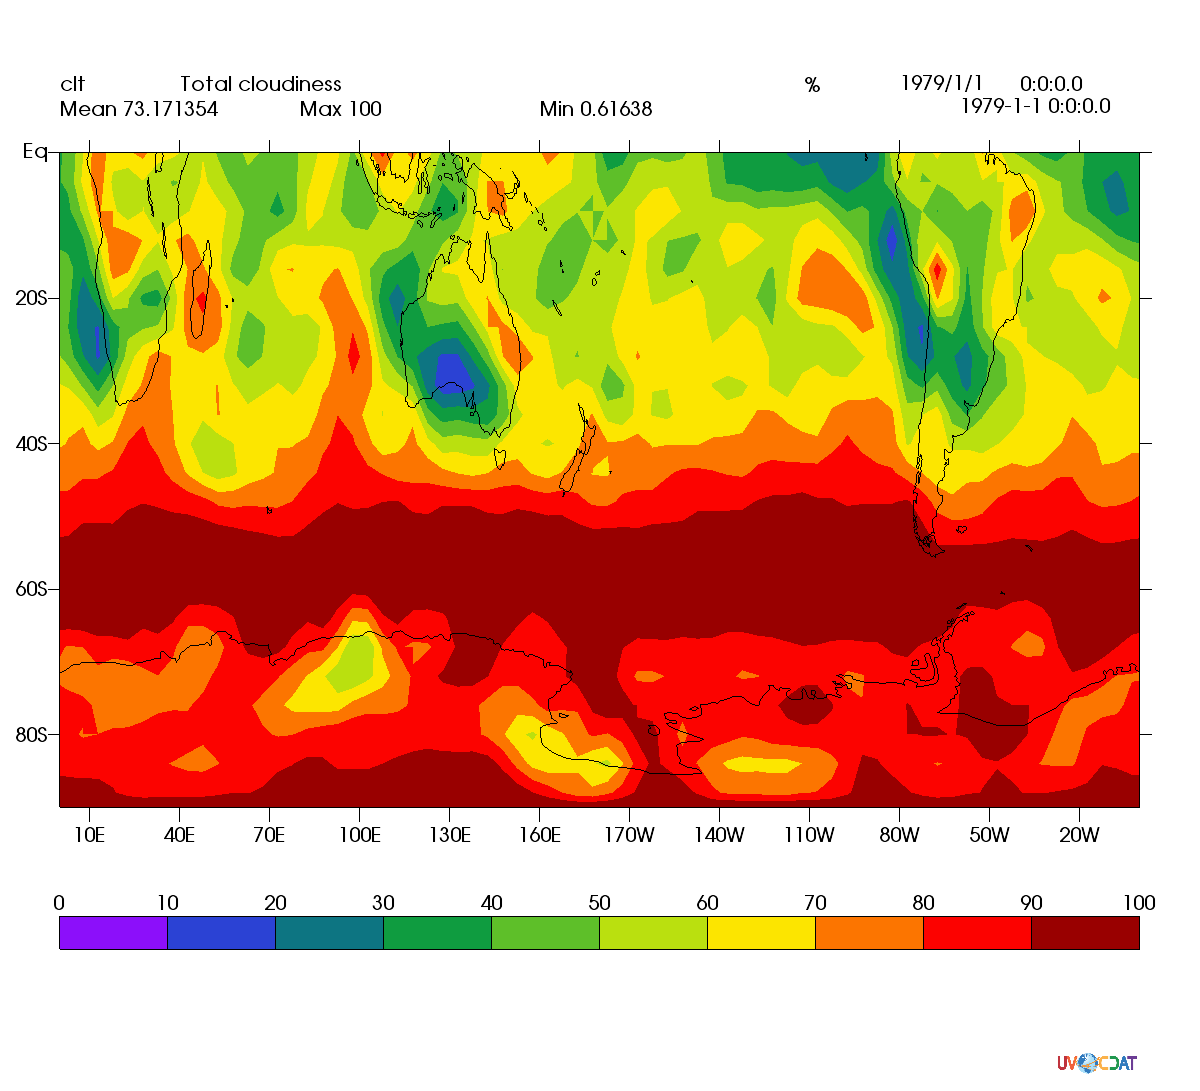 clt Total cloudiness % 1979/1/1 0:0:0.0
Mean 73.171354 Max 100 Min 0.61638 1979-1-1 0:0:0.0
Eq
20S
40S
60S
80S
10E 40E 70E 100E 130E 160E 170W 140W 110W 80W 50W 20W
0 10 20 30 40 50 60 70 80 90 100
UV CDAT